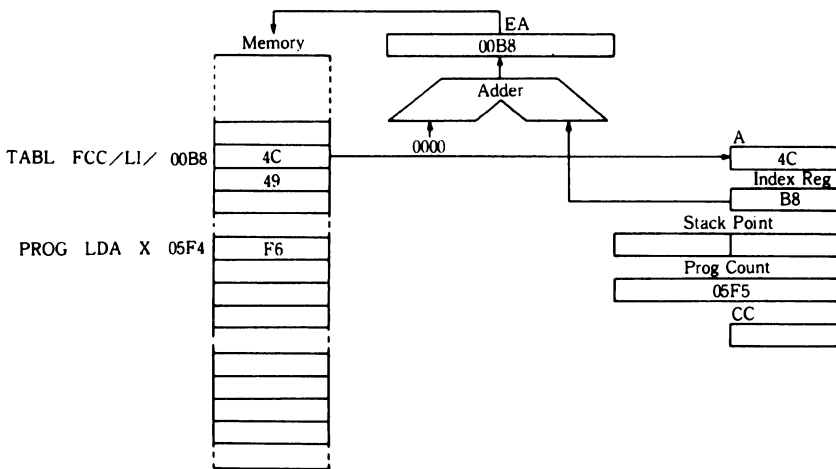 EA
00B8
Memory
Adder
0000
A
TABL FCC/LI/ 00B8
4C
4C
49
Index Reg
B8
Stack Point
PROG LDA X 05F4
F6
Prog Count
05F5
CC